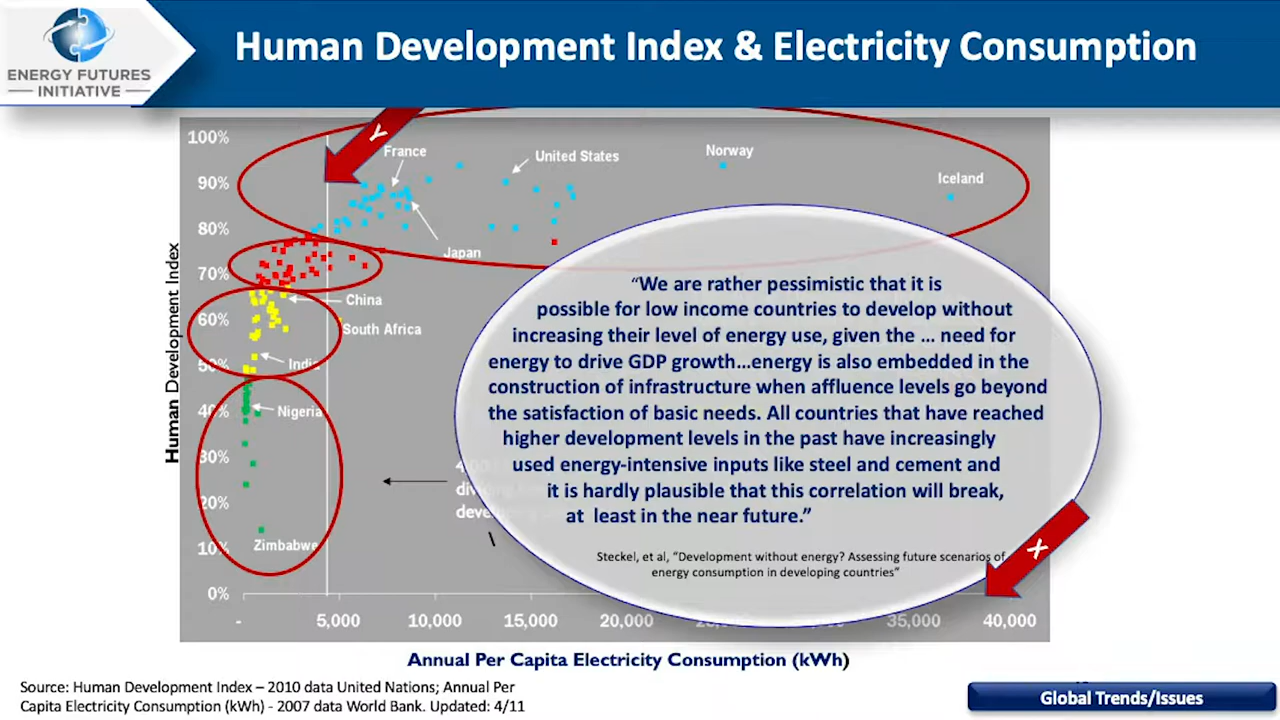 ENERGY FUTURES
INITIATIVE
Human Development Index & Electricity Consumption
Y
100%
90%
80%
70%
60%
50%
40%
30%
20%
10%
0%
Human Development Index
France
United States
Norway
Iceland
Japan
China
South Africa
India
Nigeria
Zimbabwe
“We are rather pessimistic that it is
possible for low income countries to develop without
increasing their level of energy use, given the ... need for
energy to drive GDP growth...energy is also embedded in the
construction of infrastructure when affluence levels go beyond
the satisfaction of basic needs. All countries that have reached
higher development levels in the past have increasingly
used energy-intensive inputs like steel and cement and
it is hardly plausible that this correlation will break,
at least in the near future.”
Steckel, et al, “Development without energy? Assessing future scenarios of
energy consumption in developing countries”
X
\
- 5,000 10,000 15,000 20,000 35,000 40,000
Annual Per Capita Electricity Consumption (kWh)
Source: Human Development Index – 2010 data United Nations; Annual Per
Capita Electricity Consumption (kWh) - 2007 data World Bank. Updated: 4/11
Global Trends/Issues